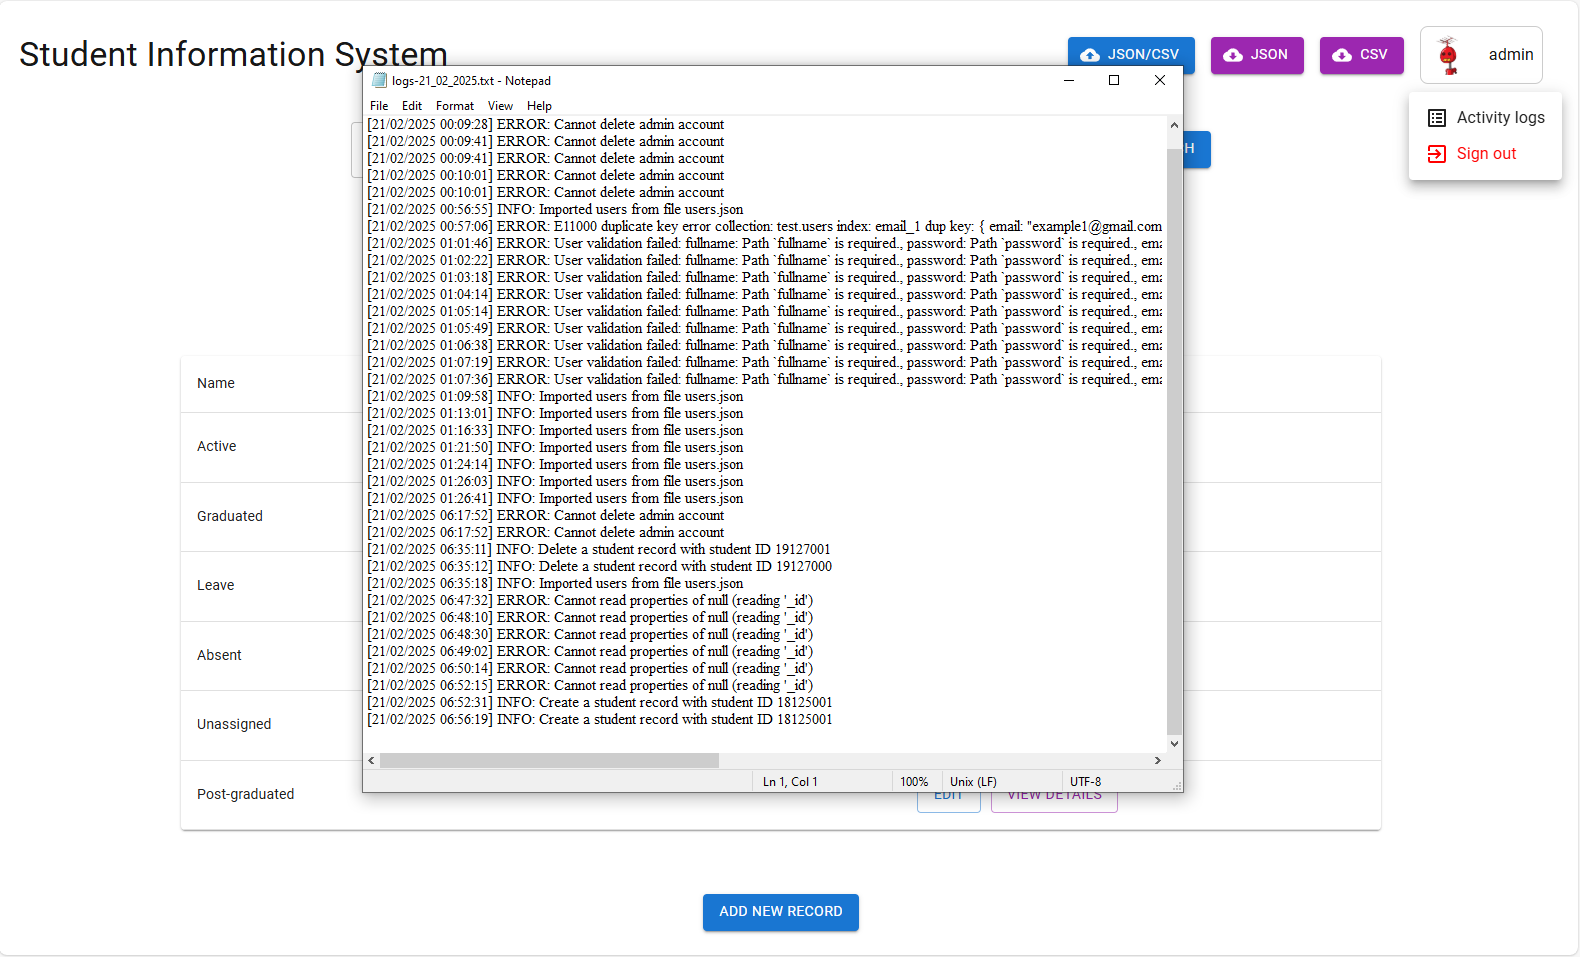 Student Information System
JSON/CSV
JSON
CSV
admin
Activity logs
Sign out
logs-21_02_2025.txt - Notepad
File Edit Format View Help
[21/02/2025 00:09:28] ERROR: Cannot delete admin account
[21/02/2025 00:09:41] ERROR: Cannot delete admin account
[21/02/2025 00:09:41] ERROR: Cannot delete admin account
[21/02/2025 00:10:01] ERROR: Cannot delete admin account
[21/02/2025 00:10:01] ERROR: Cannot delete admin account
[21/02/2025 00:56:55] INFO: Imported users from file users.json
[21/02/2025 00:57:06] ERROR: E11000 duplicate key error collection: test.users index: email_1 dup key: { email: "example1@gmail.com
[21/02/2025 01:01:46] ERROR: User validation failed: fullname: Path `fullname` is required., password: Path `password` is required., ema
[21/02/2025 01:02:22] ERROR: User validation failed: fullname: Path `fullname` is required., password: Path `password` is required., ema
[21/02/2025 01:03:18] ERROR: User validation failed: fullname: Path `fullname` is required., password: Path `password` is required., ema
[21/02/2025 01:04:14] ERROR: User validation failed: fullname: Path `fullname` is required., password: Path `password` is required., ema
[21/02/2025 01:05:14] ERROR: User validation failed: fullname: Path `fullname` is required., password: Path `password` is required., ema
[21/02/2025 01:05:49] ERROR: User validation failed: fullname: Path `fullname` is required., password: Path `password` is required., ema
[21/02/2025 01:06:38] ERROR: User validation failed: fullname: Path `fullname` is required., password: Path `password` is required., ema
[21/02/2025 01:07:19] ERROR: User validation failed: fullname: Path `fullname` is required., password: Path `password` is required., ema
[21/02/2025 01:07:36] ERROR: User validation failed: fullname: Path `fullname` is required., password: Path `password` is required., ema
[21/02/2025 01:09:58] INFO: Imported users from file users.json
[21/02/2025 01:13:01] INFO: Imported users from file users.json
[21/02/2025 01:16:33] INFO: Imported users from file users.json
[21/02/2025 01:21:50] INFO: Imported users from file users.json
[21/02/2025 01:24:14] INFO: Imported users from file users.json
[21/02/2025 01:26:03] INFO: Imported users from file users.json
[21/02/2025 01:26:41] INFO: Imported users from file users.json
[21/02/2025 06:17:52] ERROR: Cannot delete admin account
[21/02/2025 06:17:52] ERROR: Cannot delete admin account
[21/02/2025 06:35:11] INFO: Delete a student record with student ID 19127001
[21/02/2025 06:35:12] INFO: Delete a student record with student ID 19127000
[21/02/2025 06:35:18] INFO: Imported users from file users.json
[21/02/2025 06:47:32] ERROR: Cannot read properties of null (reading '_id')
[21/02/2025 06:48:10] ERROR: Cannot read properties of null (reading '_id')
[21/02/2025 06:48:30] ERROR: Cannot read properties of null (reading '_id')
[21/02/2025 06:49:02] ERROR: Cannot read properties of null (reading '_id')
[21/02/2025 06:50:14] ERROR: Cannot read properties of null (reading '_id')
[21/02/2025 06:52:15] ERROR: Cannot read properties of null (reading '_id')
[21/02/2025 06:52:31] INFO: Create a student record with student ID 18125001
[21/02/2025 06:56:19] INFO: Create a student record with student ID 18125001
Ln 1, Col 1
100%
Unix (LF)
UTF-8
H
Name
Active
Graduated
Leave
Absent
Unassigned
Post-graduated
EDIT
VIEW DETAILS
ADD NEW RECORD